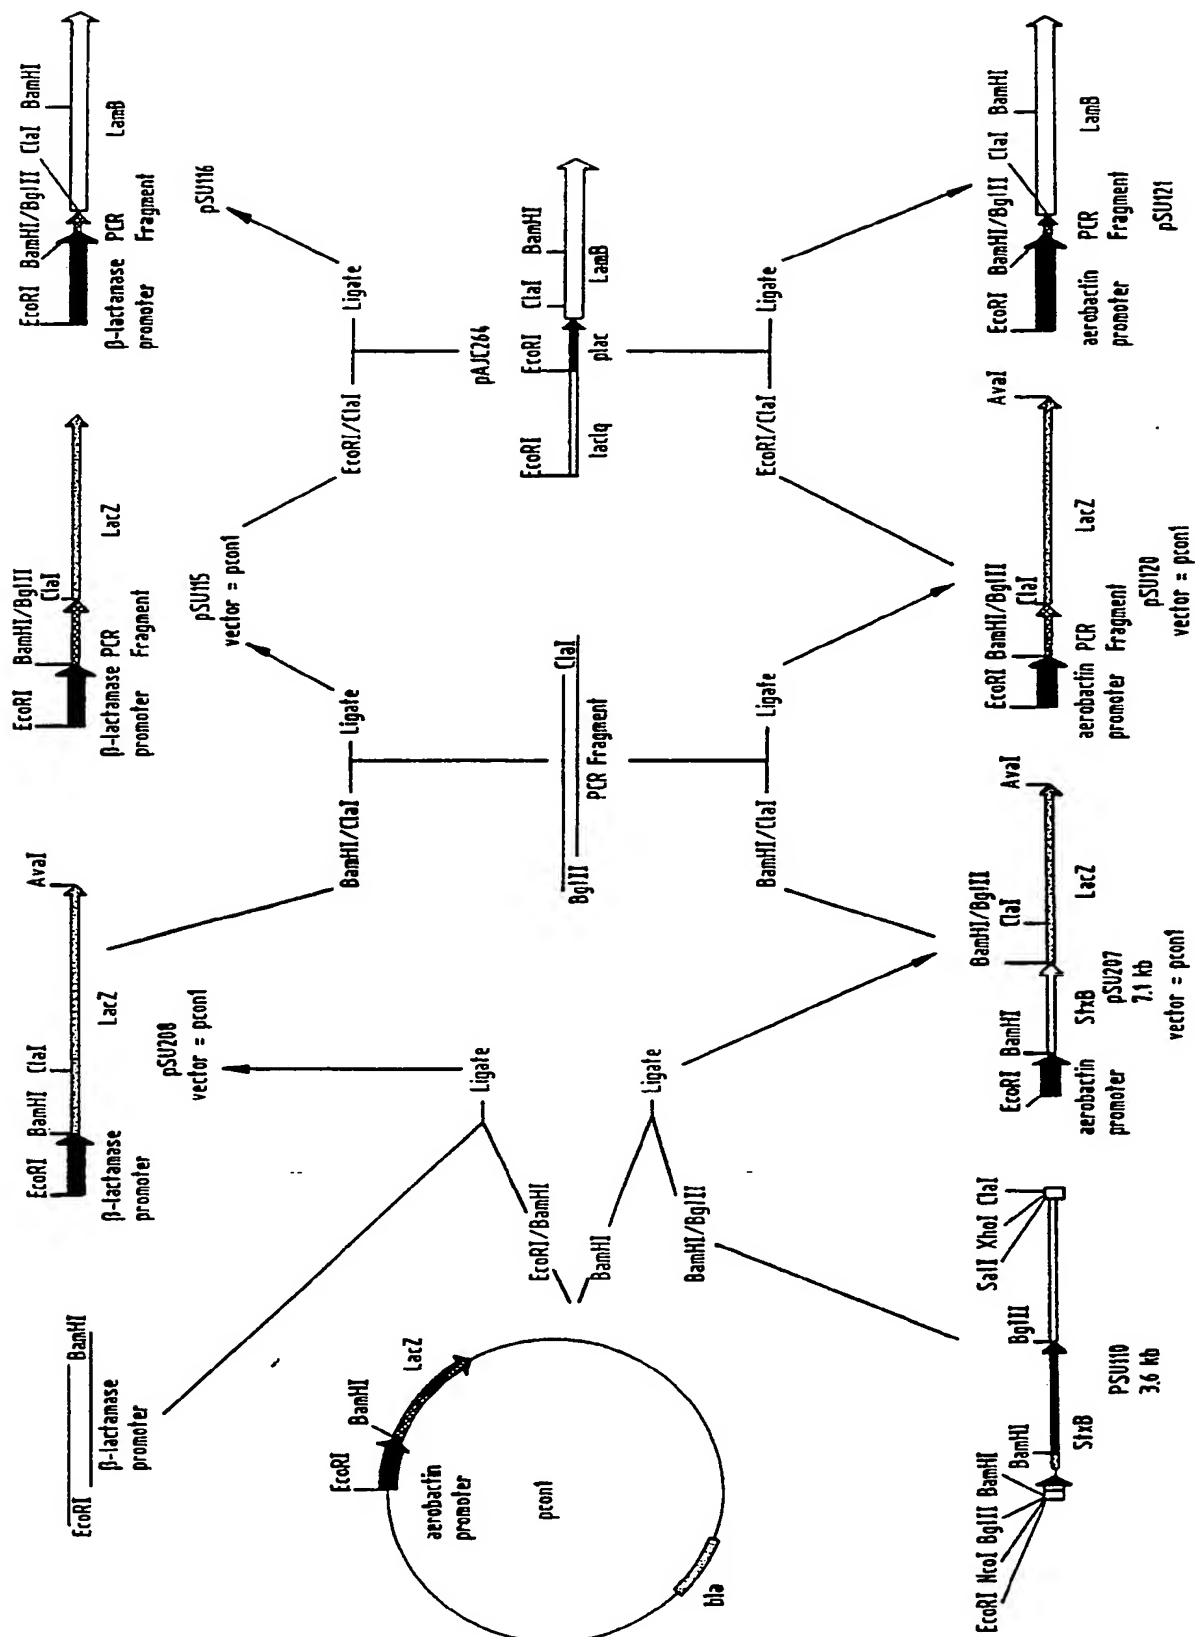 EcoRI
BamHI
β-lactamase
promoter
EcoRI
BamHI
LacZ
aerobactin
promoter
pcon1
bla
EcoRI NcoI BglII BamHI
BamHI
BglII
SalI XhoI ClaI
StxB
PSU110
3.6 kb
EcoRI/BamHI
BamHI
BamHI/BglII
Ligate
Ligate
EcoRI BamHI ClaI
AvaI
β-lactamase
promoter
LacZ
pSU208
vector = pcon1
EcoRI BamHI
BamHI/BglII
ClaI
AvaI
aerobactin
promoter
StxB
LacZ
pSU207
7.1 kb
vector = pcon1
BamHI/ClaI
Ligate
BglII
ClaI
PCR Fragment
BamHI/ClaI
Ligate
EcoRI BamHI/BglII
ClaI
β-lactamase PCR
promoter Fragment
LacZ
pSU115
vector = pcon1
EcoRI BamHI/BglII
ClaI
AvaI
aerobactin PCR
promoter Fragment
LacZ
pSU120
vector = pcon1
EcoRI/ClaI
Ligate
pAJC264
EcoRI
EcoRI ClaI BamHI
lacIq
plac
LamB
EcoRI/ClaI
Ligate
EcoRI BamHI/BglII ClaI BamHI
β-lactamase PCR
promoter Fragment
LamB
pSU116
EcoRI BamHI/BglII ClaI BamHI
aerobactin PCR
promoter Fragment
LamB
pSU121